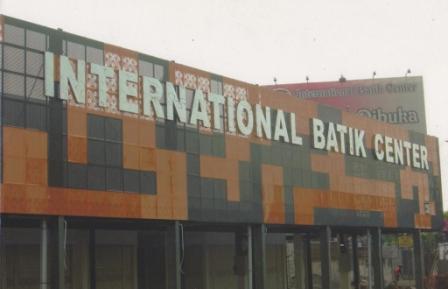 INTERNATIONAL BATIK CENTER
International Batik Center
Dibuka